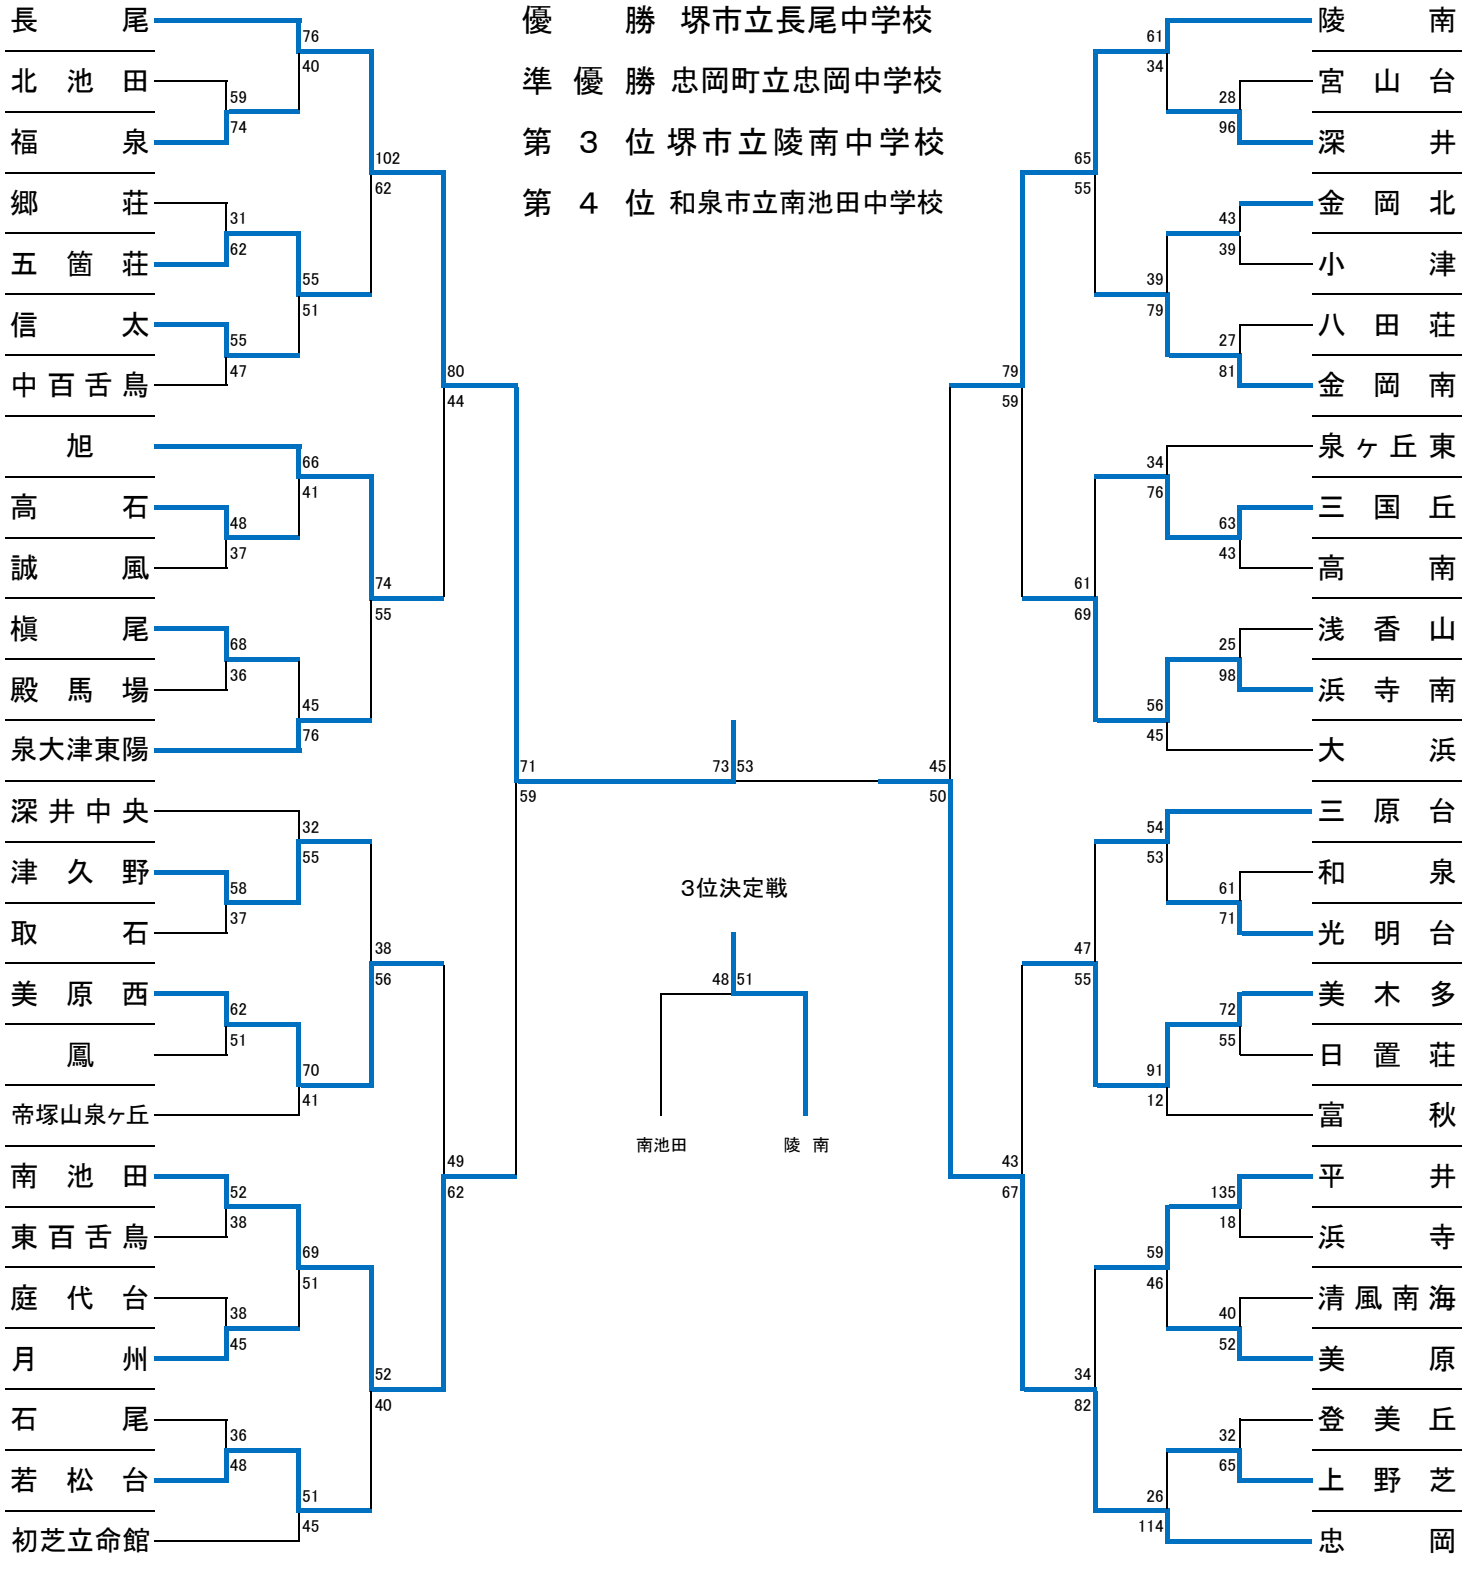 優勝 堺市立長尾中学校
準優勝 忠岡町立忠岡中学校
第3位 堺市立陵南中学校
第4位 和泉市立南池田中学校
長尾
北池田
福泉
郷荘
五箇荘
信太
中百舌鳥
旭
高石
誠風
槇尾
殿馬場
泉大津東陽
深井中央
津久野
取石
美原西
鳳
帝塚山泉ヶ丘
南池田
東百舌鳥
庭代台
月州
石尾
若松台
初芝立命館
59
74
31
62
55
47
48
37
68
36
58
37
62
51
52
38
38
45
36
48
76
40
55
51
66
41
45
76
32
55
70
41
69
51
51
45
102
62
74
55
38
56
52
40
80
44
49
62
71
59
73 53
3位決定戦
48 51
南池田
陵南
45
50
79
59
43
67
65
55
61
69
47
55
34
82
61
34
39
79
34
76
56
45
54
53
91
12
59
46
26
114
28
96
43
39
27
81
63
43
25
98
61
71
72
55
135
18
40
52
32
65
陵南
宮山台
深井
金岡北
小津
八田荘
金岡南
泉ヶ丘東
三国丘
高南
浅香山
浜寺南
大浜
三原台
和泉
光明台
美木多
日置荘
富秋
平井
浜寺
清風南海
美原
登美丘
上野芝
忠岡